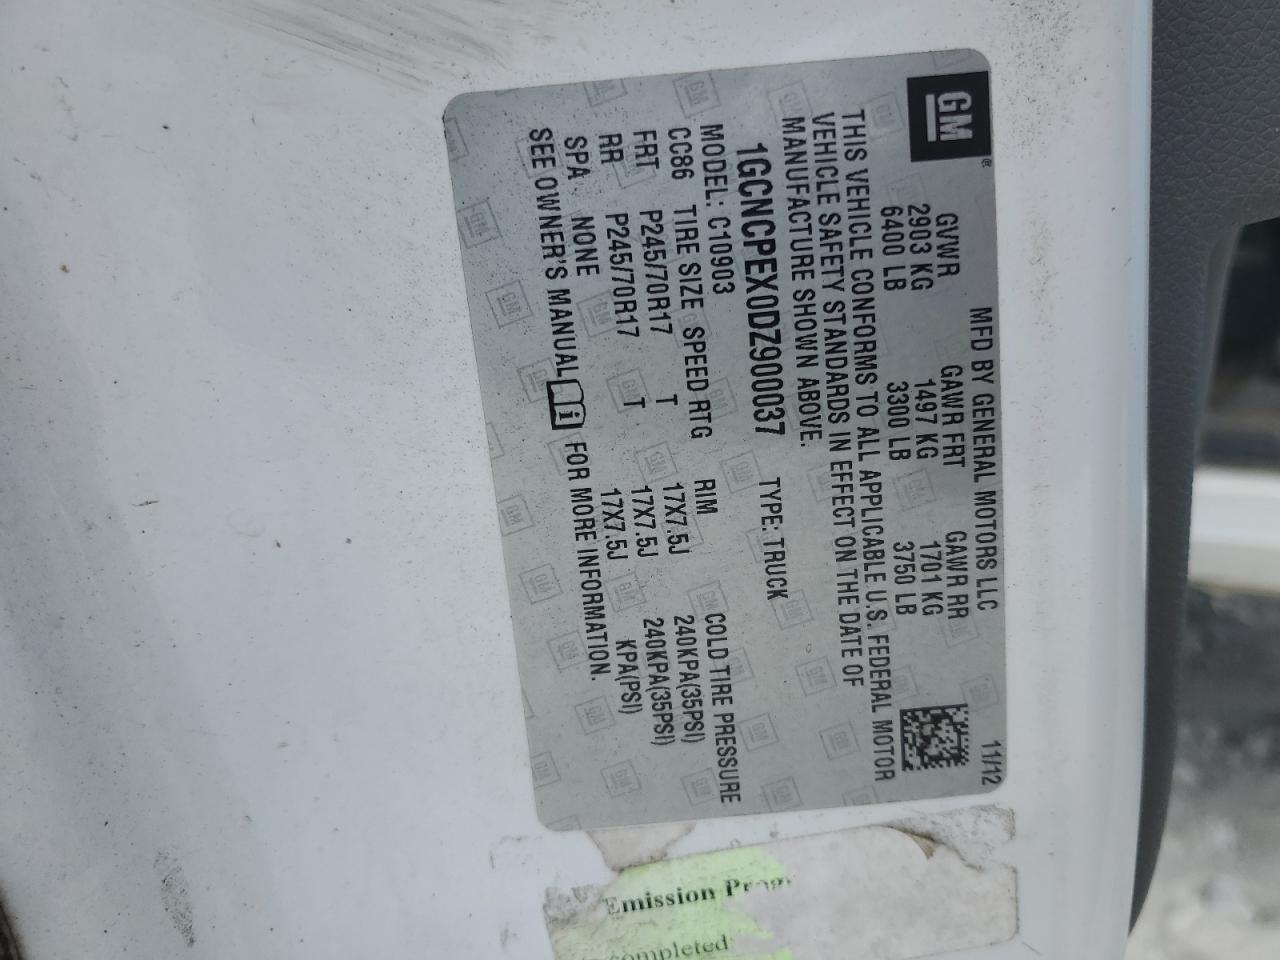 GM
MFD BY GENERAL MOTORS LLC 11/12
GVWR GAWR FRT GAWR RR
2903 KG 1497 KG 1701 KG
6400 LB 3300 LB 3750 LB
THIS VEHICLE CONFORMS TO ALL APPLICABLE U.S. FEDERAL MOTOR
VEHICLE SAFETY STANDARDS IN EFFECT ON THE DATE OF
MANUFACTURE SHOWN ABOVE.
1GCNCPEX0DZ900037 TYPE: TRUCK
MODEL: C10903
CC86 TIRE SIZE SPEED RTG RIM COLD TIRE PRESSURE
FRT P245/70R17 T 17X7.5J 240KPA(35PSI)
RR P245/70R17 T 17X7.5J 240KPA(35PSI)
SPA NONE 17X7.5J KPA(PSI)
SEE OWNER'S MANUAL i FOR MORE INFORMATION.
Emission
completed